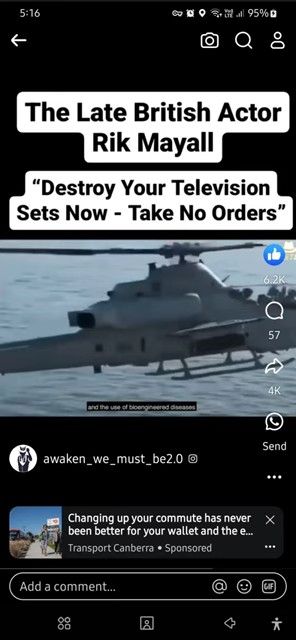 5:16
95%
The Late British Actor
Rik Mayall
“Destroy Your Television
Sets Now - Take No Orders”
6.2K
57
4K
and the use of bioengineered diseases
Send
awaken_we_must_be2.0
Changing up your commute has never
been better for your wallet and the e...
Transport Canberra • Sponsored
Add a comment...
GIF